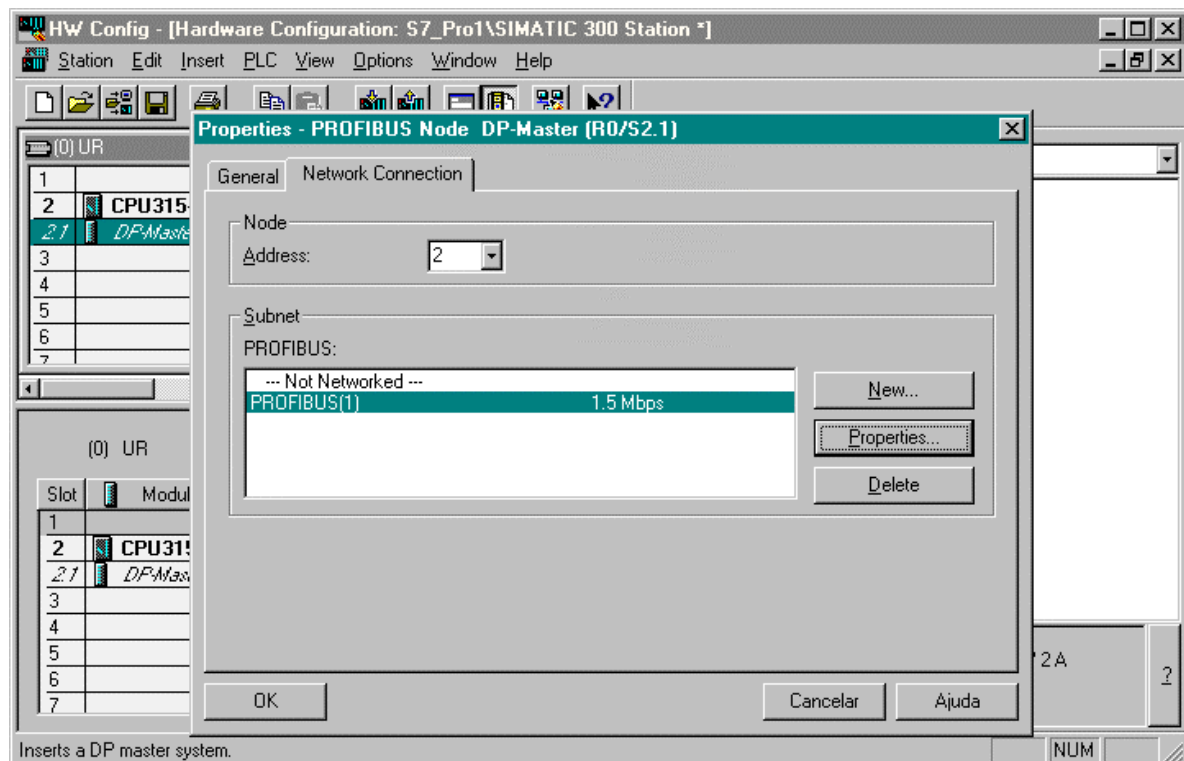 HW Config - [Hardware Configuration: S7_Pro1\SIMATIC 300 Station *]
Station Edit Insert PLC View Options Window Help
(0) UR
1
2 CPU315-
2.1 DP-Maste
3
4
5
6
7
Properties - PROFIBUS Node DP-Master (R0/S2.1)
General Network Connection
Node
Address: 2
Subnet
PROFIBUS:
--- Not Networked ---
PROFIBUS(1) 1.5 Mbps
New...
Properties...
Delete
OK Cancelar Ajuda
(0) UR
Slot Modul
1
2 CPU315
2.1 DP-Mas
3
4
5
6
7
2 A
?
Inserts a DP master system. NUM